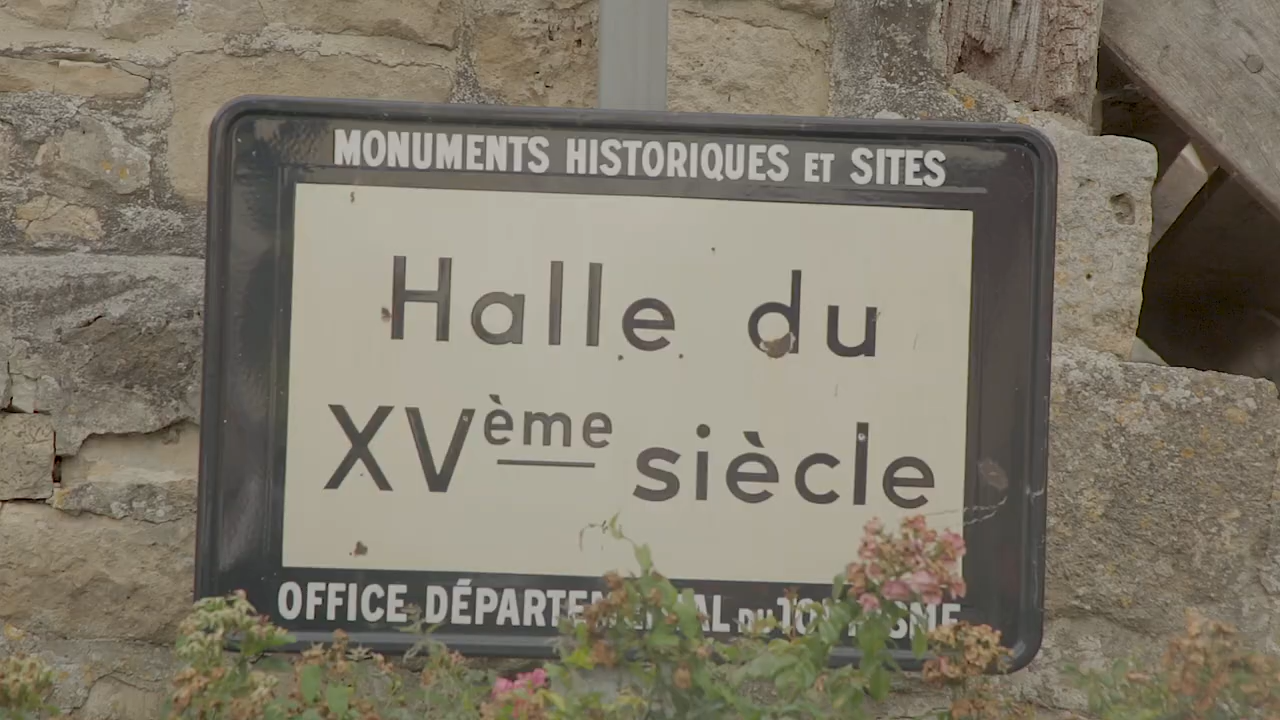 MONUMENTS HISTORIQUES ET SITES
Halle du
XVème siècle
OFFICE DÉPARTEMENTAL DU TOURISME